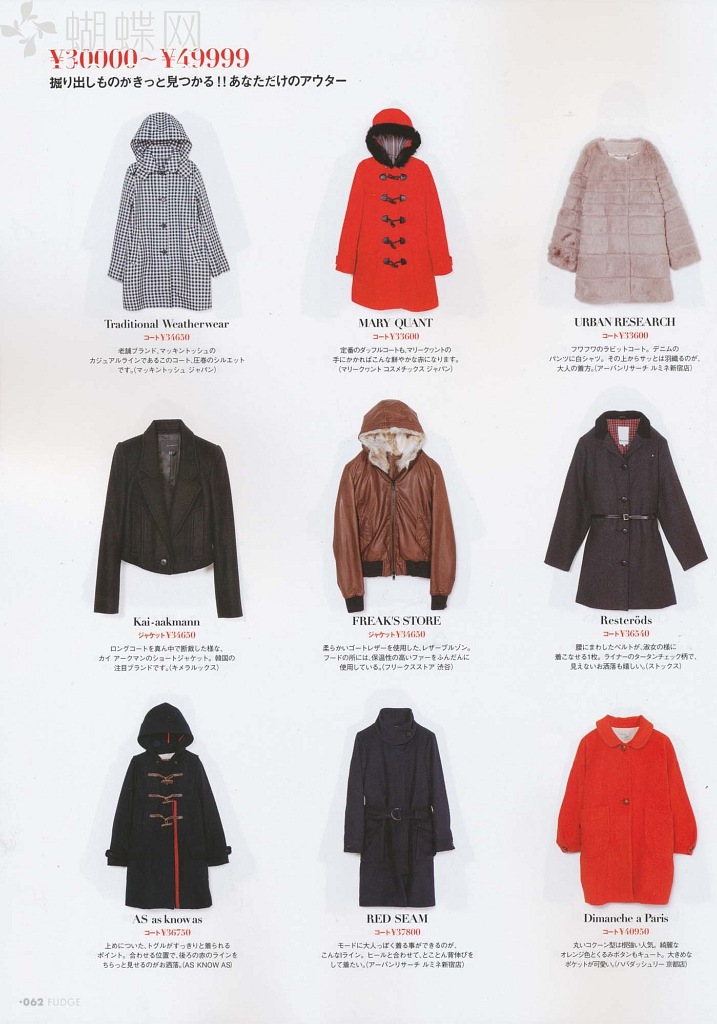 蝴蝶网
¥30000～¥49999
掘り出しものがきっと見つかる!! あなただけのアウター
Traditional Weatherwear
コート¥34650
老舗ブランド、マッキントッシュの
カジュアルラインであるこのコート、圧巻のシルエット
です。(マッキントッシュ ジャパン)
MARY QUANT
コート¥33600
定番のダッフルコートも、マリークヮントの
手にかかればこんな鮮やかな赤になります。
(マリークヮント コスメチックス ジャパン)
URBAN RESEARCH
コート¥33600
フワフワのラビットコート。デニムの
パンツに白シャツ。その上からサッとは羽織るのが、
大人の着方。(アーバンリサーチ ルミネ新宿店)
Kai-aakmann
ジャケット¥34650
ロングコートを真ん中で断裁した様な、
カイ アークマンのショートジャケット。韓国の
注目ブランドです。(キメラルックス)
FREAK'S STORE
ジャケット¥34650
柔らかいゴートレザーを使用した、レザーブルゾン。
フードの所には、保温性の高いファーをふんだんに
使用している。(フリークスストア 渋谷)
Resteröds
コート¥36540
腰にまわしたベルトが、淑女の様に
着こなせる1枚。ライナーのタータンチェック柄で、
見えないお洒落も嬉しい。(ストックス)
AS as know as
コート¥36750
上めについた、トグルがすっきりと着られる
ポイント。合わせる位置で、後ろの赤のラインを
ちらっと見せるのがお洒落。(AS KNOW AS)
RED SEAM
コート¥37800
モードに大人っぽく着る事ができるのが、
こんなIライン。ヒールと合わせて、とことん背伸びを
して着たい。(アーバンリサーチ ルミネ新宿店)
Dimanche a Paris
コート¥40950
丸いコクーン型は根強い人気。綺麗な
オレンジ色とくるみボタンもキュート。大きめな
ポケットが可愛い。(ハバダッシュリー 京都店)
·062 FUDGE